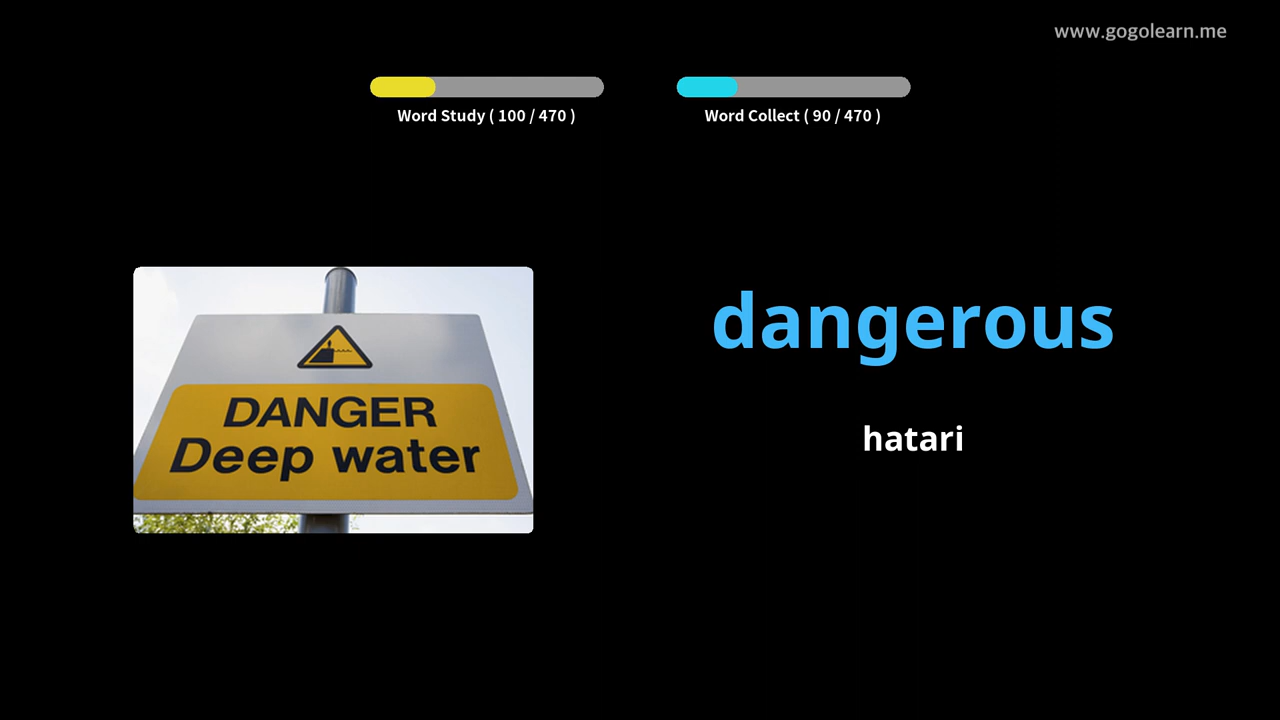 www.gogolearn.me
Word Study ( 100 / 470 )
Word Collect ( 90 / 470 )
DANGER
Deep water
dangerous
hatari